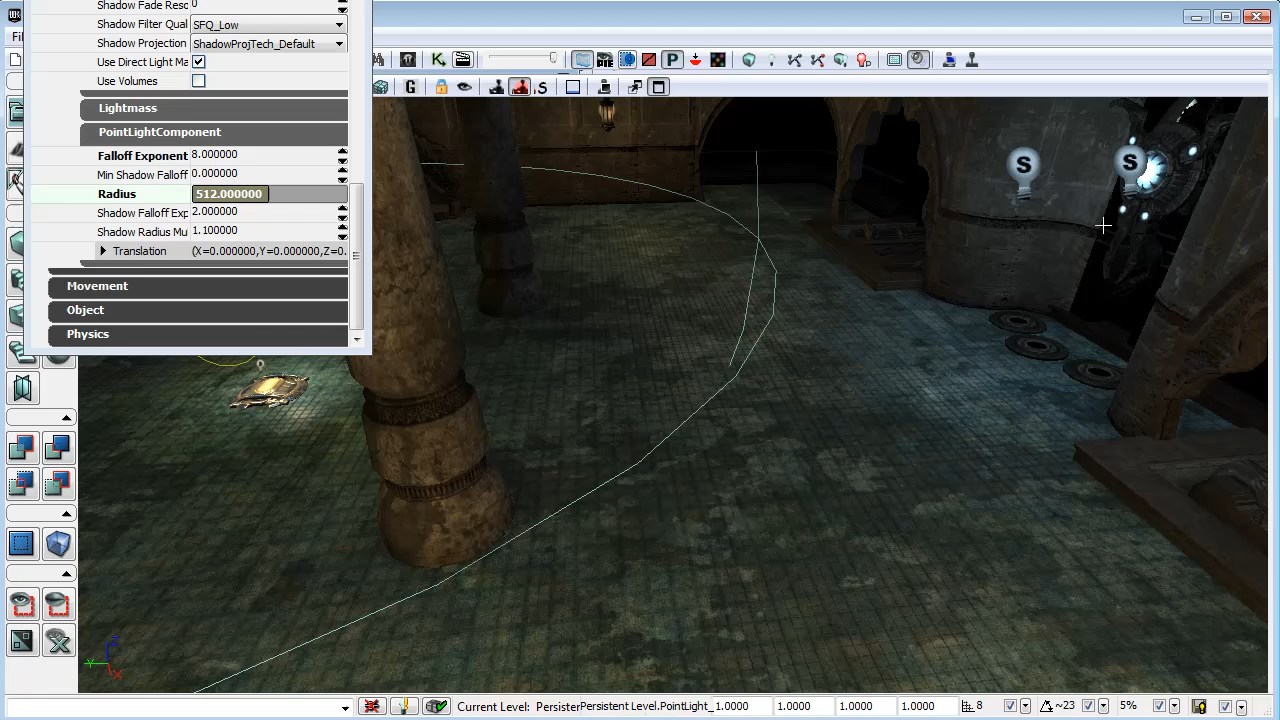 Fil
Shadow Fade Reso 0
Shadow Filter Qual SFQ_Low
Shadow Projection ShadowProjTech_Default
Use Direct Light Ma
Use Volumes
Lightmass
PointLightComponent
Falloff Exponent 8.000000
Min Shadow Falloff 0.000000
Radius 512.000000
Shadow Falloff Exp 2.000000
Shadow Radius Mu 1.100000
Translation (X=0.000000,Y=0.000000,Z=0.
Movement
Object
Physics
K P
G S
S S
Z
Y
X
Current Level: 'PersisterPersistent Level.PointLight_ 1.0000 1.0000 1.0000 1.0000 8 ~23 5%